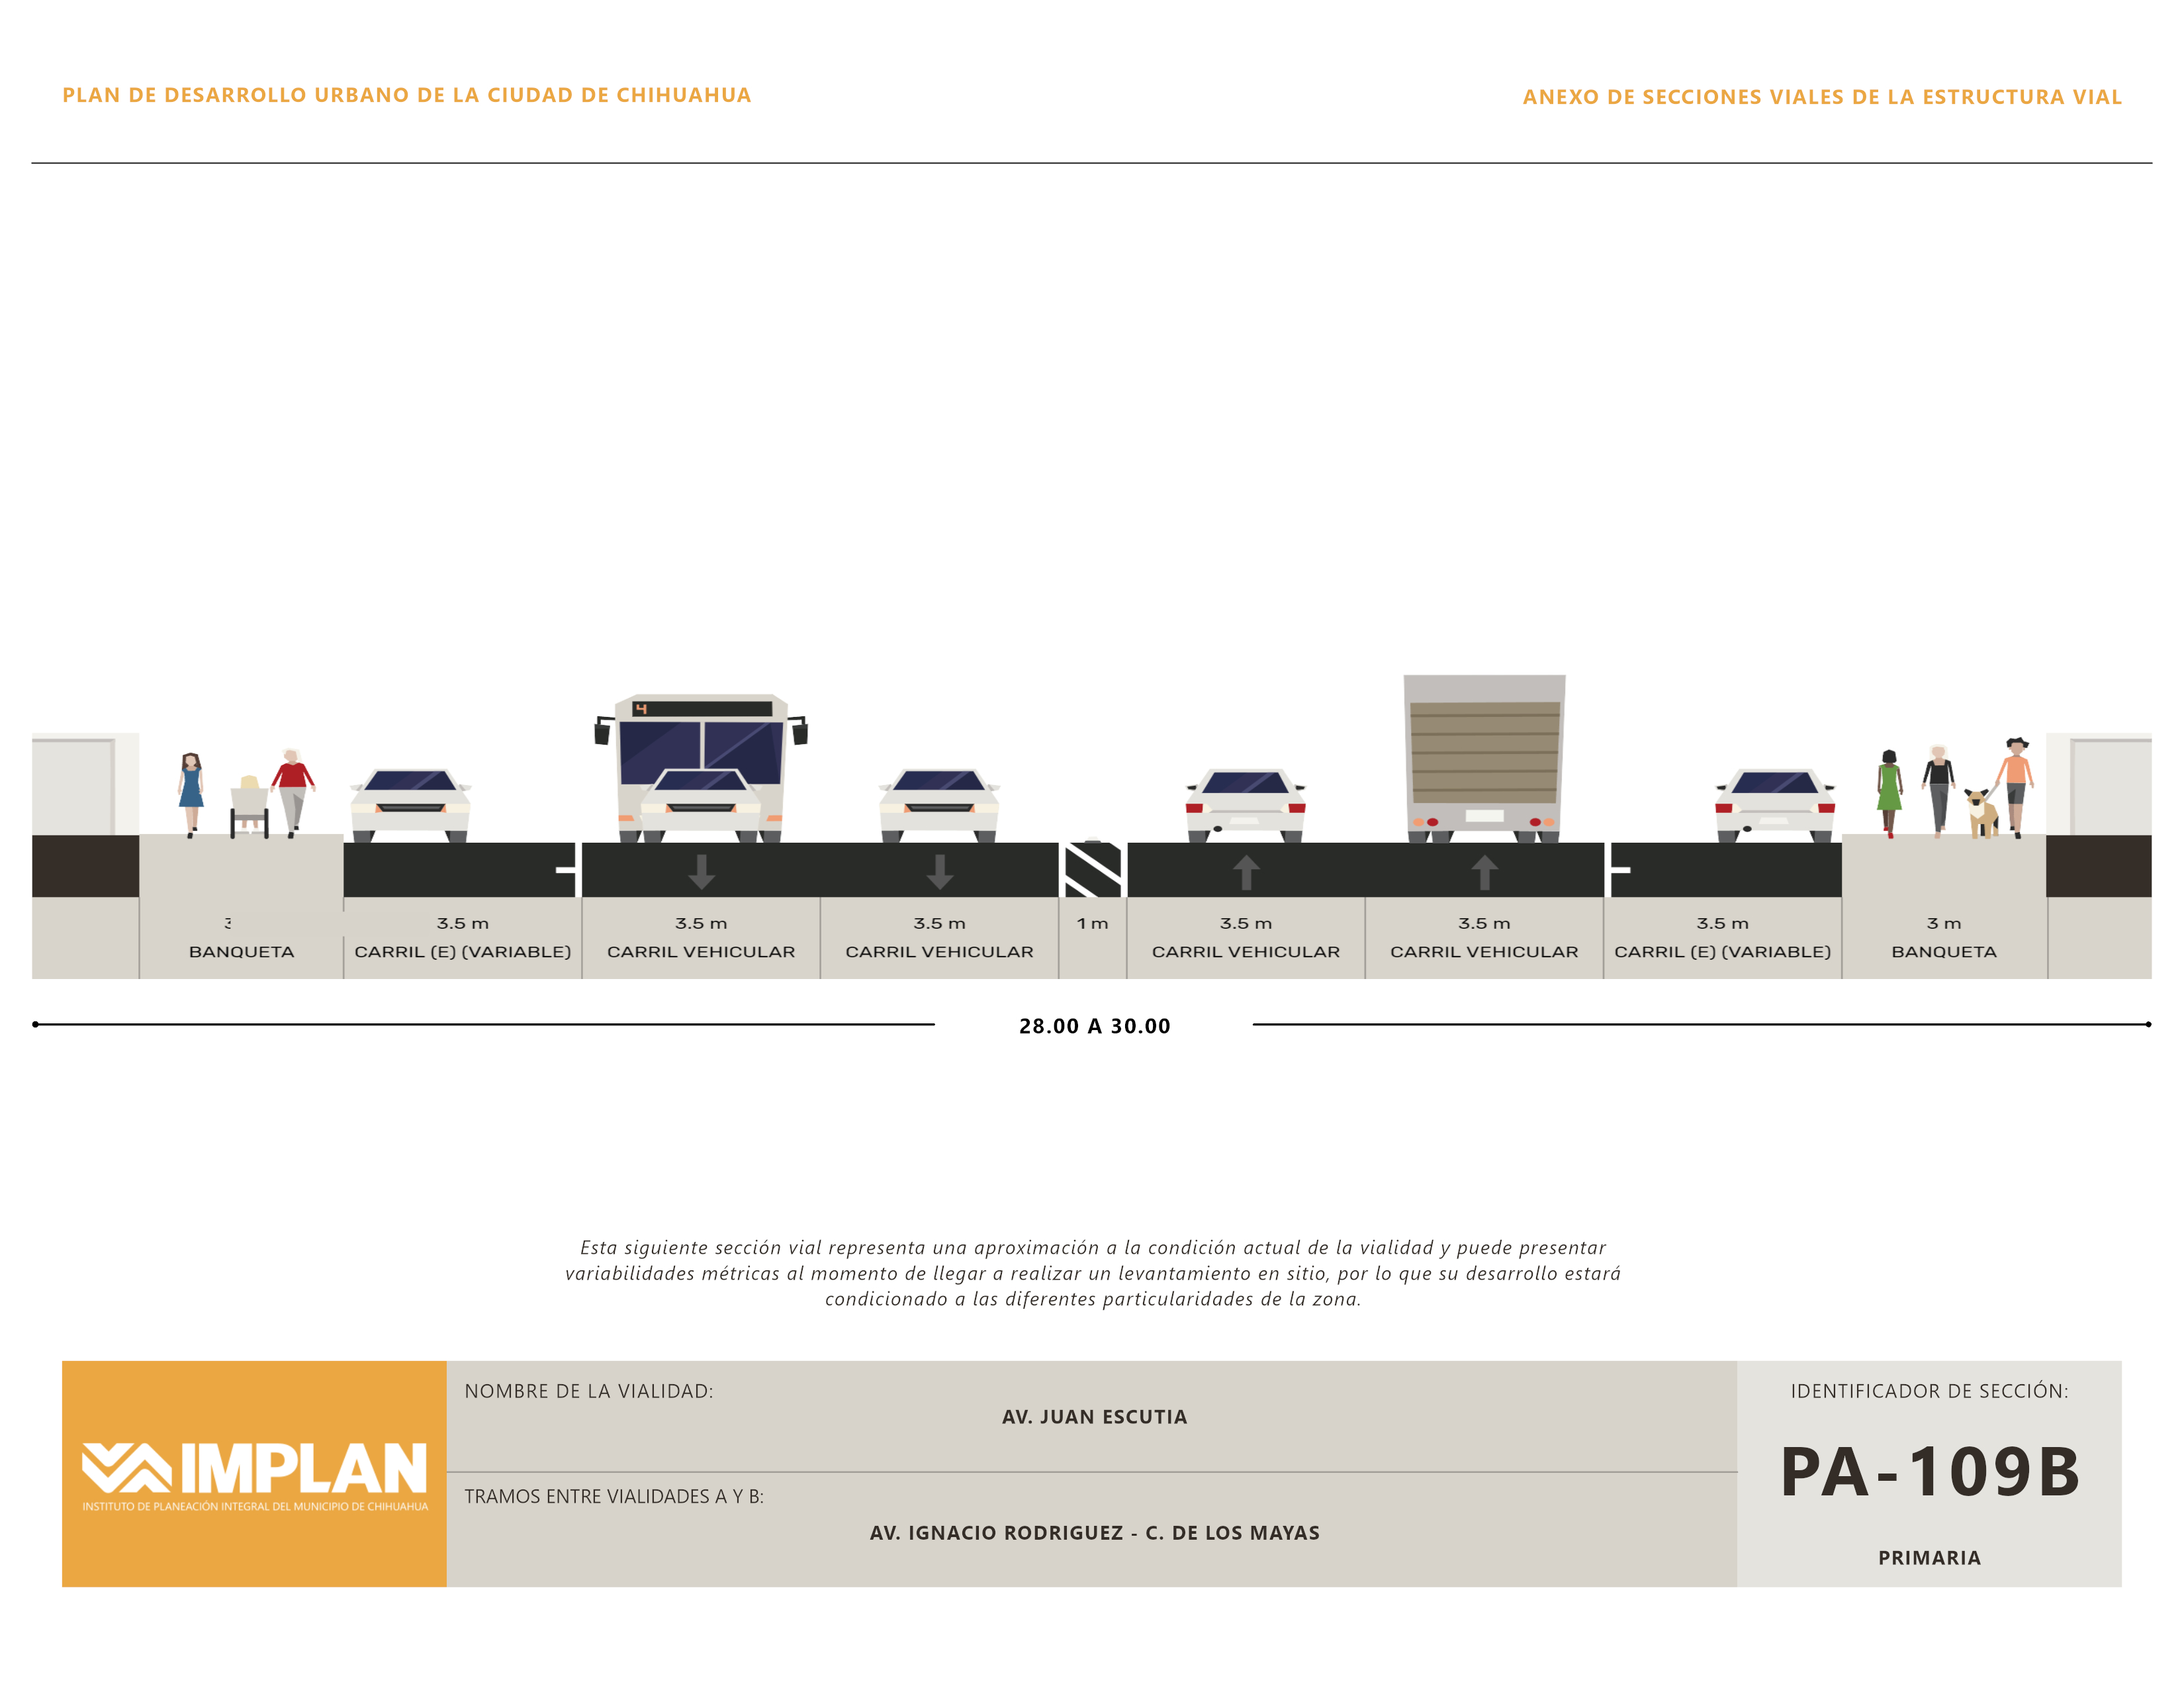 PLAN DE DESARROLLO URBANO DE LA CIUDAD DE CHIHUAHUA
ANEXO DE SECCIONES VIALES DE LA ESTRUCTURA VIAL
4
3.5 m
3.5 m
3.5 m
1 m
3.5 m
3.5 m
3.5 m
3 m
BANQUETA
CARRIL (E) (VARIABLE)
CARRIL VEHICULAR
CARRIL VEHICULAR
CARRIL VEHICULAR
CARRIL VEHICULAR
CARRIL (E) (VARIABLE)
BANQUETA
28.00 A 30.00
Esta siguiente sección vial representa una aproximación a la condición actual de la vialidad y puede presentar
variabilidades métricas al momento de llegar a realizar un levantamiento en sitio, por lo que su desarrollo estará
condicionado a las diferentes particularidades de la zona.
IMPLAN
INSTITUTO DE PLANEACIÓN INTEGRAL DEL MUNICIPIO DE CHIHUAHUA
NOMBRE DE LA VIALIDAD:
AV. JUAN ESCUTIA
TRAMOS ENTRE VIALIDADES A Y B:
AV. IGNACIO RODRIGUEZ - C. DE LOS MAYAS
IDENTIFICADOR DE SECCIÓN:
PA-109B
PRIMARIA